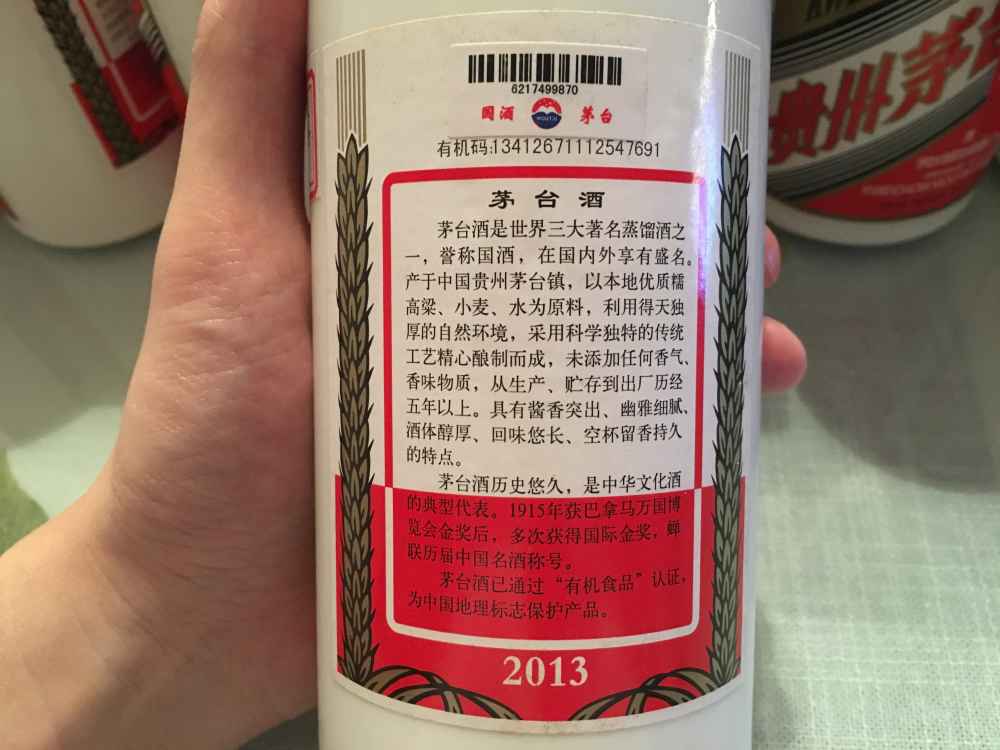 6217499870
国酒 茅台
MOUTAI
有机码:13412671112547691
茅台酒
茅台酒是世界三大著名蒸馏酒之
一，誉称国酒，在国内外享有盛名。
产于中国贵州茅台镇，以本地优质糯
高粱、小麦、水为原料，利用得天独
厚的自然环境，采用科学独特的传统
工艺精心酿制而成，未添加任何香气、
香味物质，从生产、贮存到出厂历经
五年以上。具有酱香突出、幽雅细腻、
酒体醇厚、回味悠长、空杯留香持久
的特点。
茅台酒历史悠久，是中华文化酒
的典型代表。1915年获巴拿马万国博
览会金奖后，多次获得国际金奖，蝉
联历届中国名酒称号。
茅台酒已通过“有机食品”认证，
为中国地理标志保护产品。
2013
贵州茅台